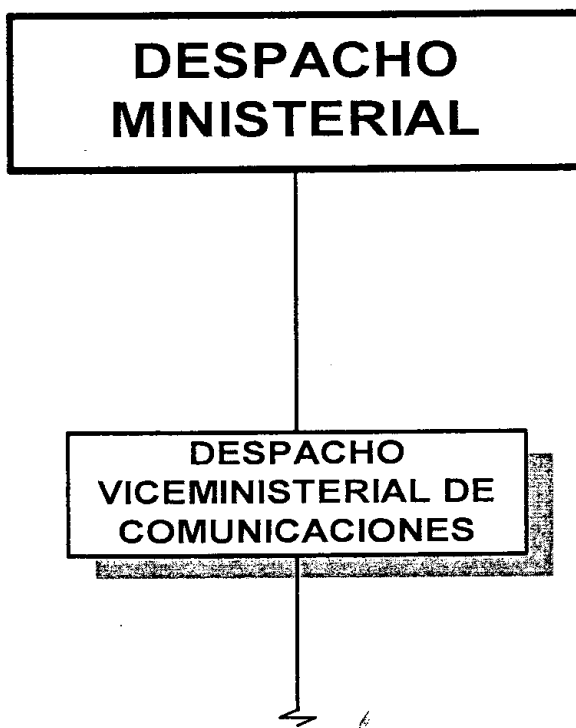 DESPACHO
MINISTERIAL
DESPACHO
VICEMINISTERIAL DE
COMUNICACIONES